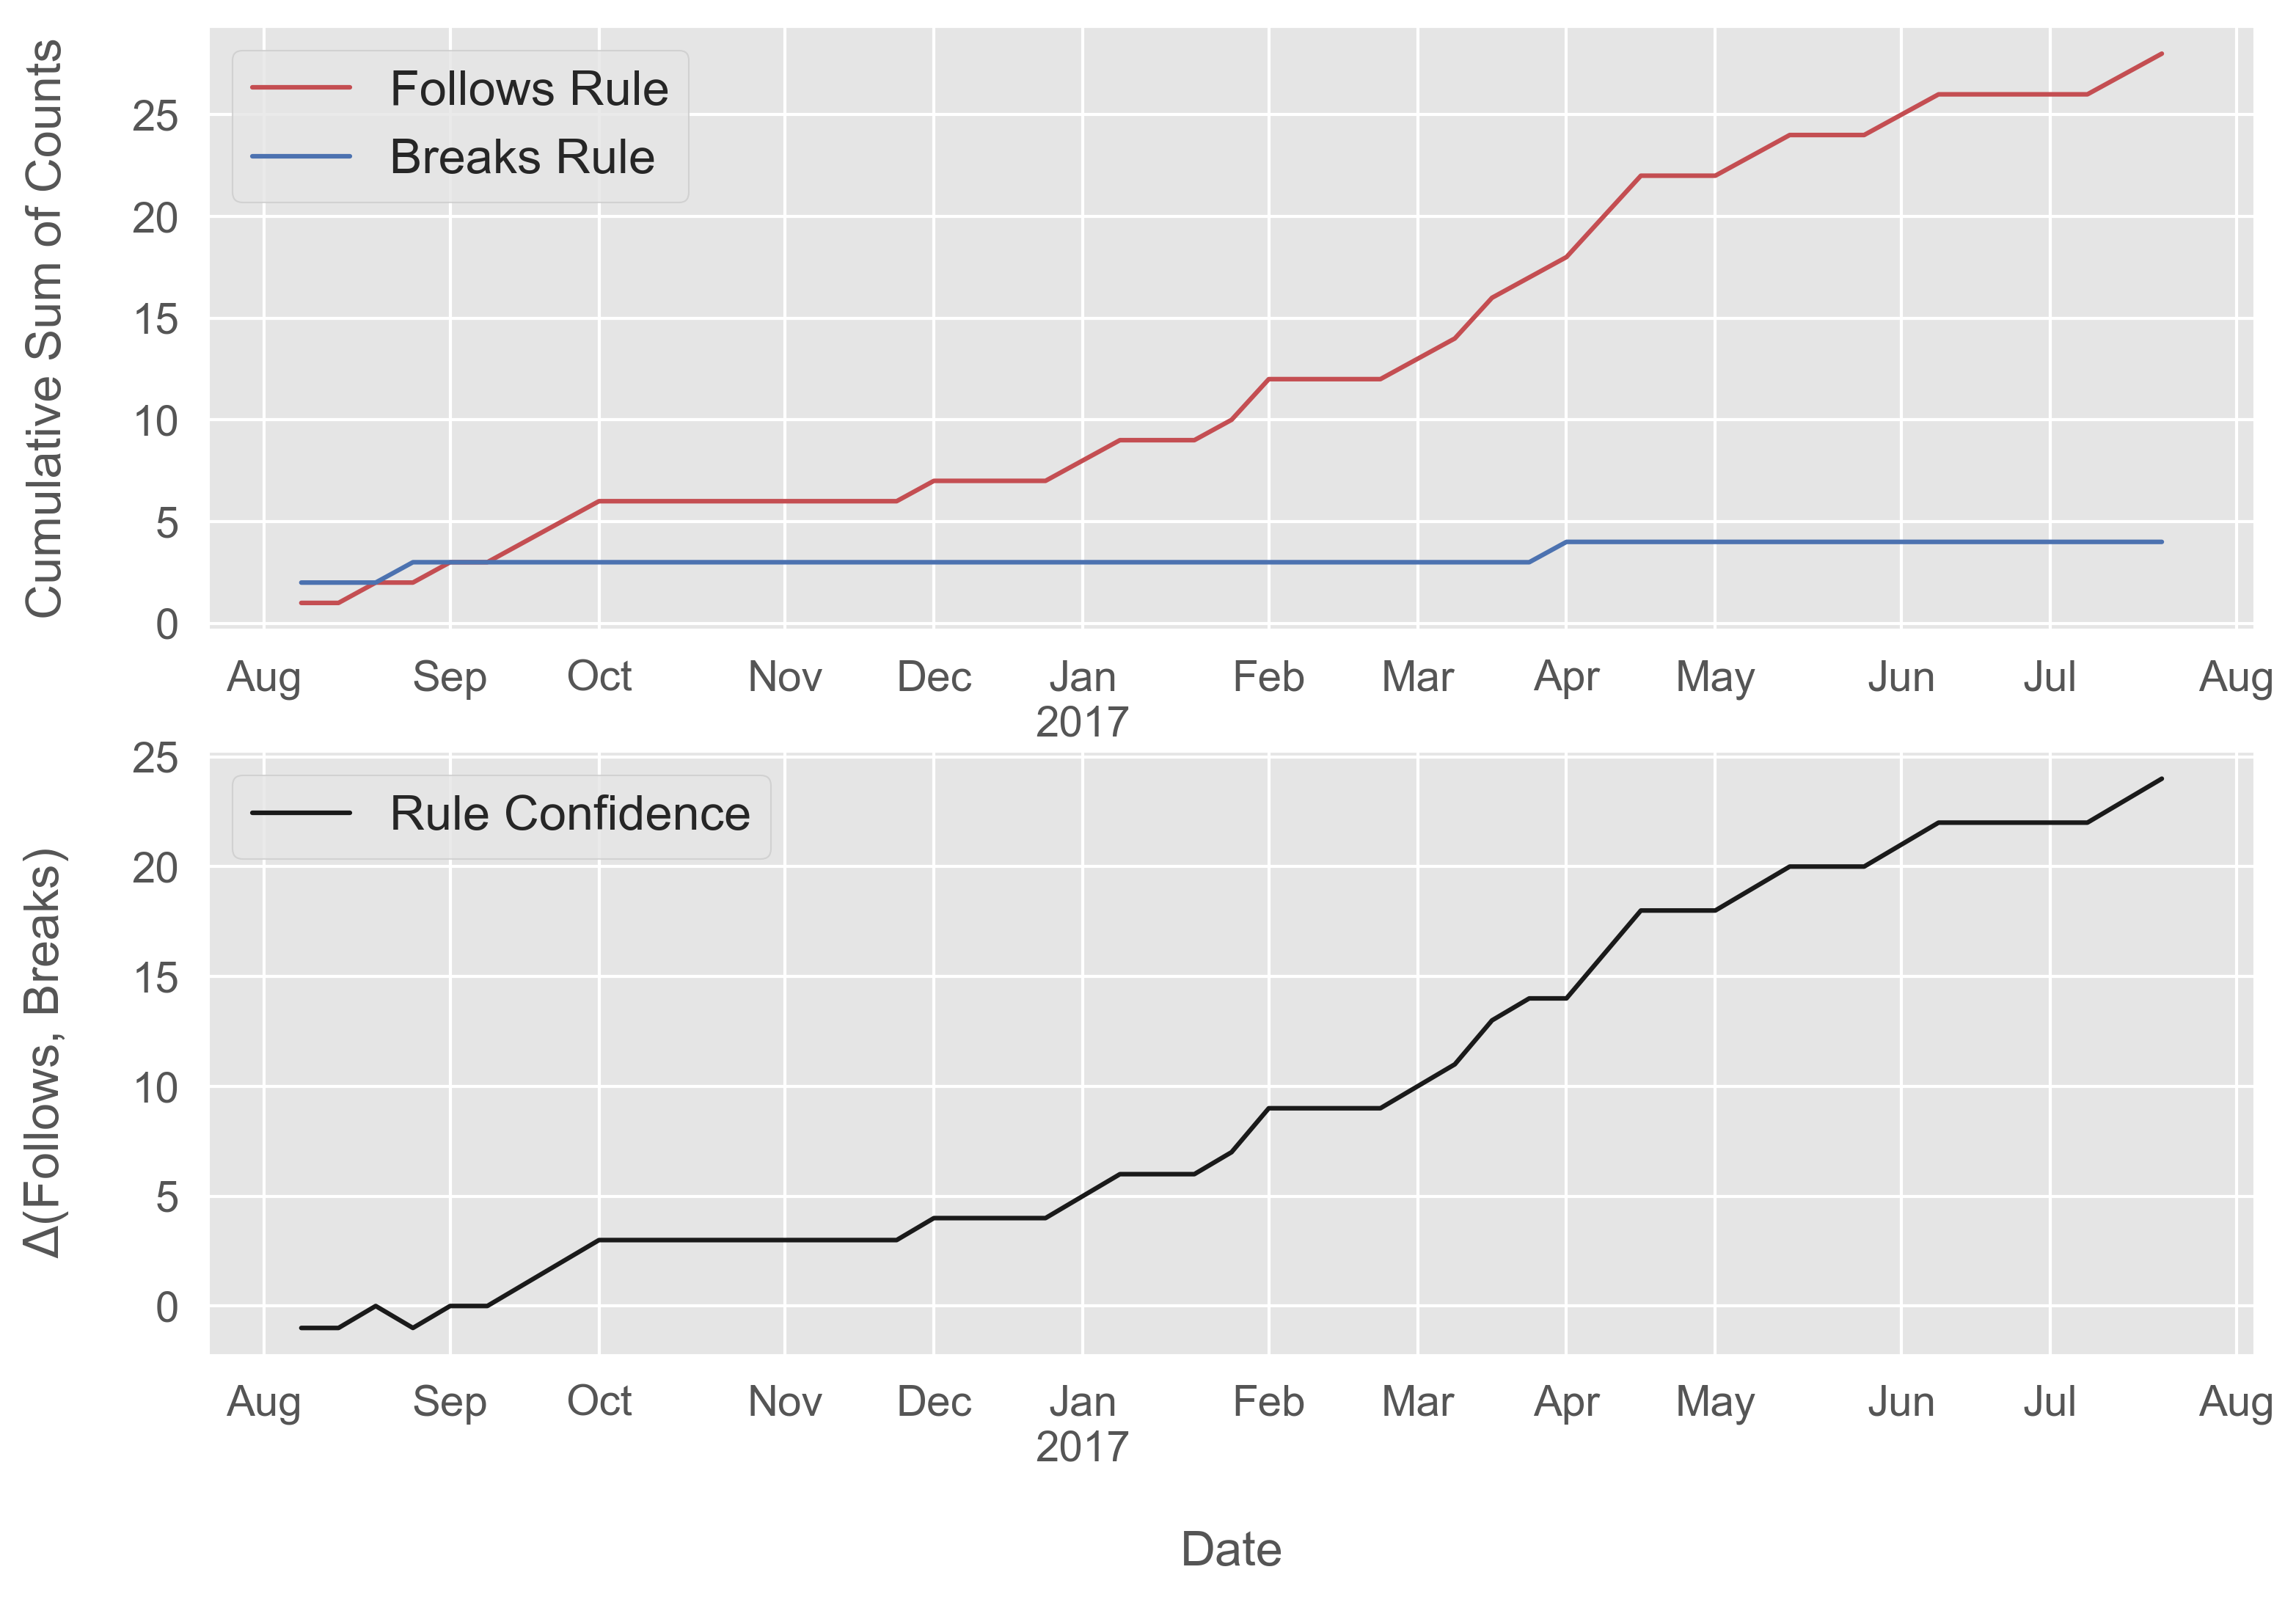 Cumulative Sum of Counts
Follows Rule
Breaks Rule
25
20
15
10
5
0
Aug Sep Oct Nov Dec Jan Feb Mar Apr May Jun Jul Aug
2017
Δ(Follows, Breaks)
Rule Confidence
25
20
15
10
5
0
Aug Sep Oct Nov Dec Jan Feb Mar Apr May Jun Jul Aug
2017
Date